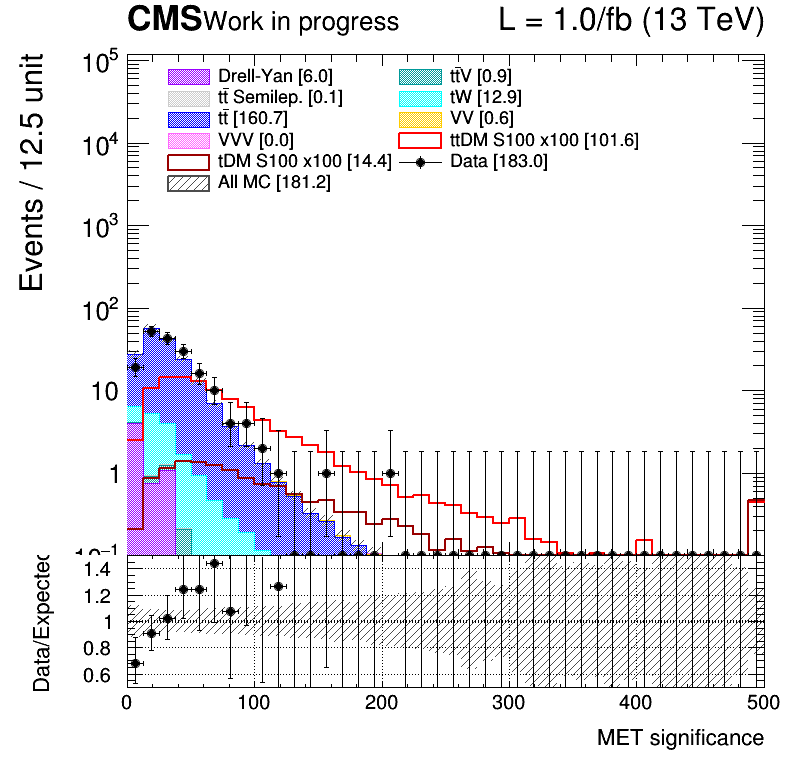 CMS Work in progress L = 1.0/fb (13 TeV)
Events / 12.5 unit
10⁵
10⁴
10³
10²
10
1
10⁻¹
Drell-Yan [6.0] tt̄V [0.9]
tt̄ Semilep. [0.1] tW [12.9]
tt̄ [160.7] VV [0.6]
VVV [0.0] ttDM S100 x100 [101.6]
tDM S100 x100 [14.4] Data [183.0]
All MC [181.2]
Data/Expected
1.4
1.2
1
0.8
0.6
0 100 200 300 400 500
MET significance